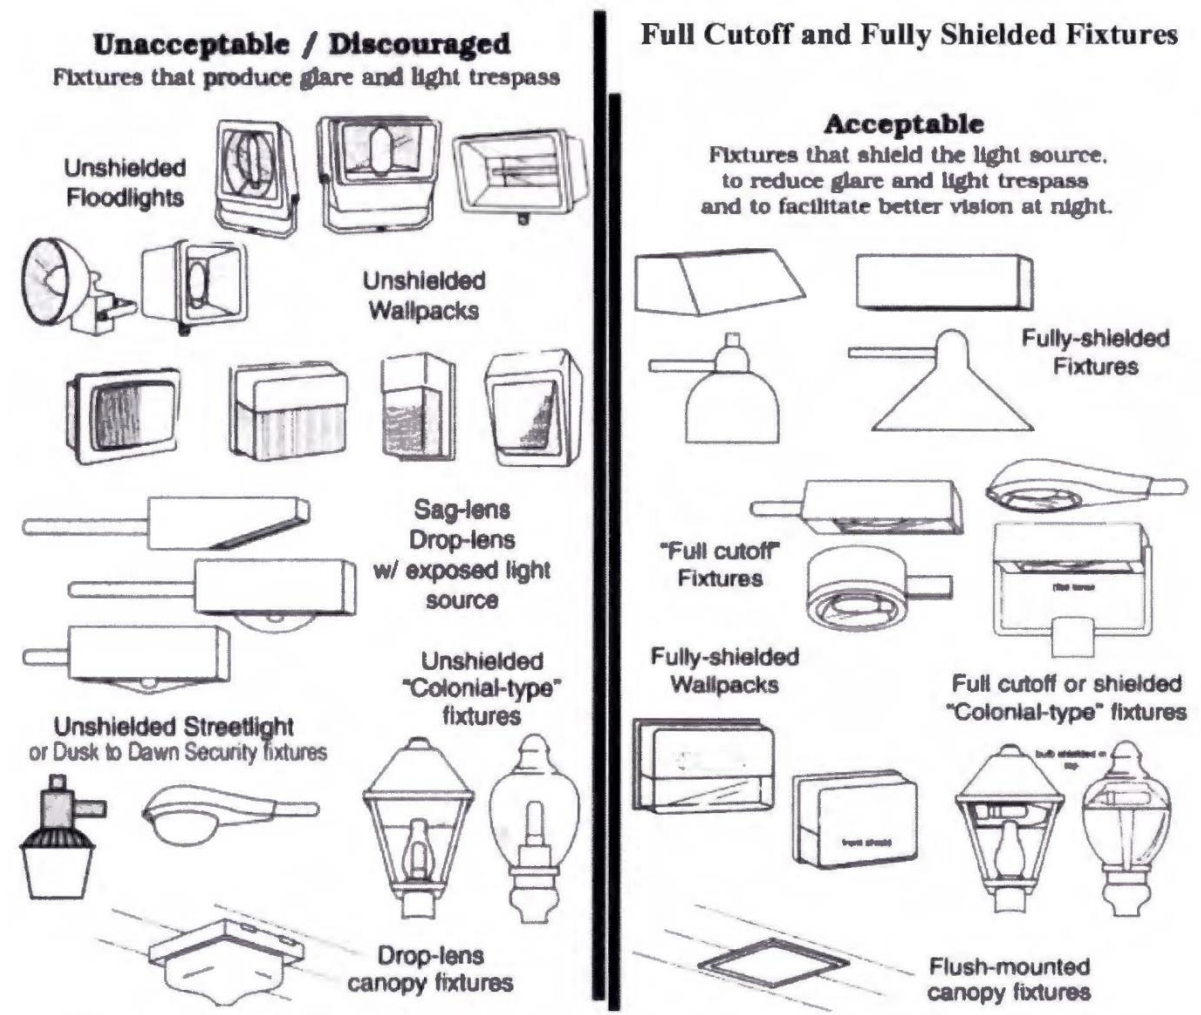 Unacceptable / Discouraged
Fixtures that produce glare and light trespass
Unshielded
Floodlights
Unshielded
Wallpacks
Sag-lens
Drop-lens
w/ exposed light
source
Unshielded
"Colonial-type"
fixtures
Unshielded Streetlight
or Dusk to Dawn Security fixtures
Drop-lens
canopy fixtures
Full Cutoff and Fully Shielded Fixtures
Acceptable
Fixtures that shield the light source,
to reduce glare and light trespass
and to facilitate better vision at night.
Fully-shielded
Fixtures
"Full cutoff"
Fixtures
Fully-shielded
Wallpacks
front shield
Full cutoff or shielded
"Colonial-type" fixtures
bulb shielded in
top
Flush-mounted
canopy fixtures